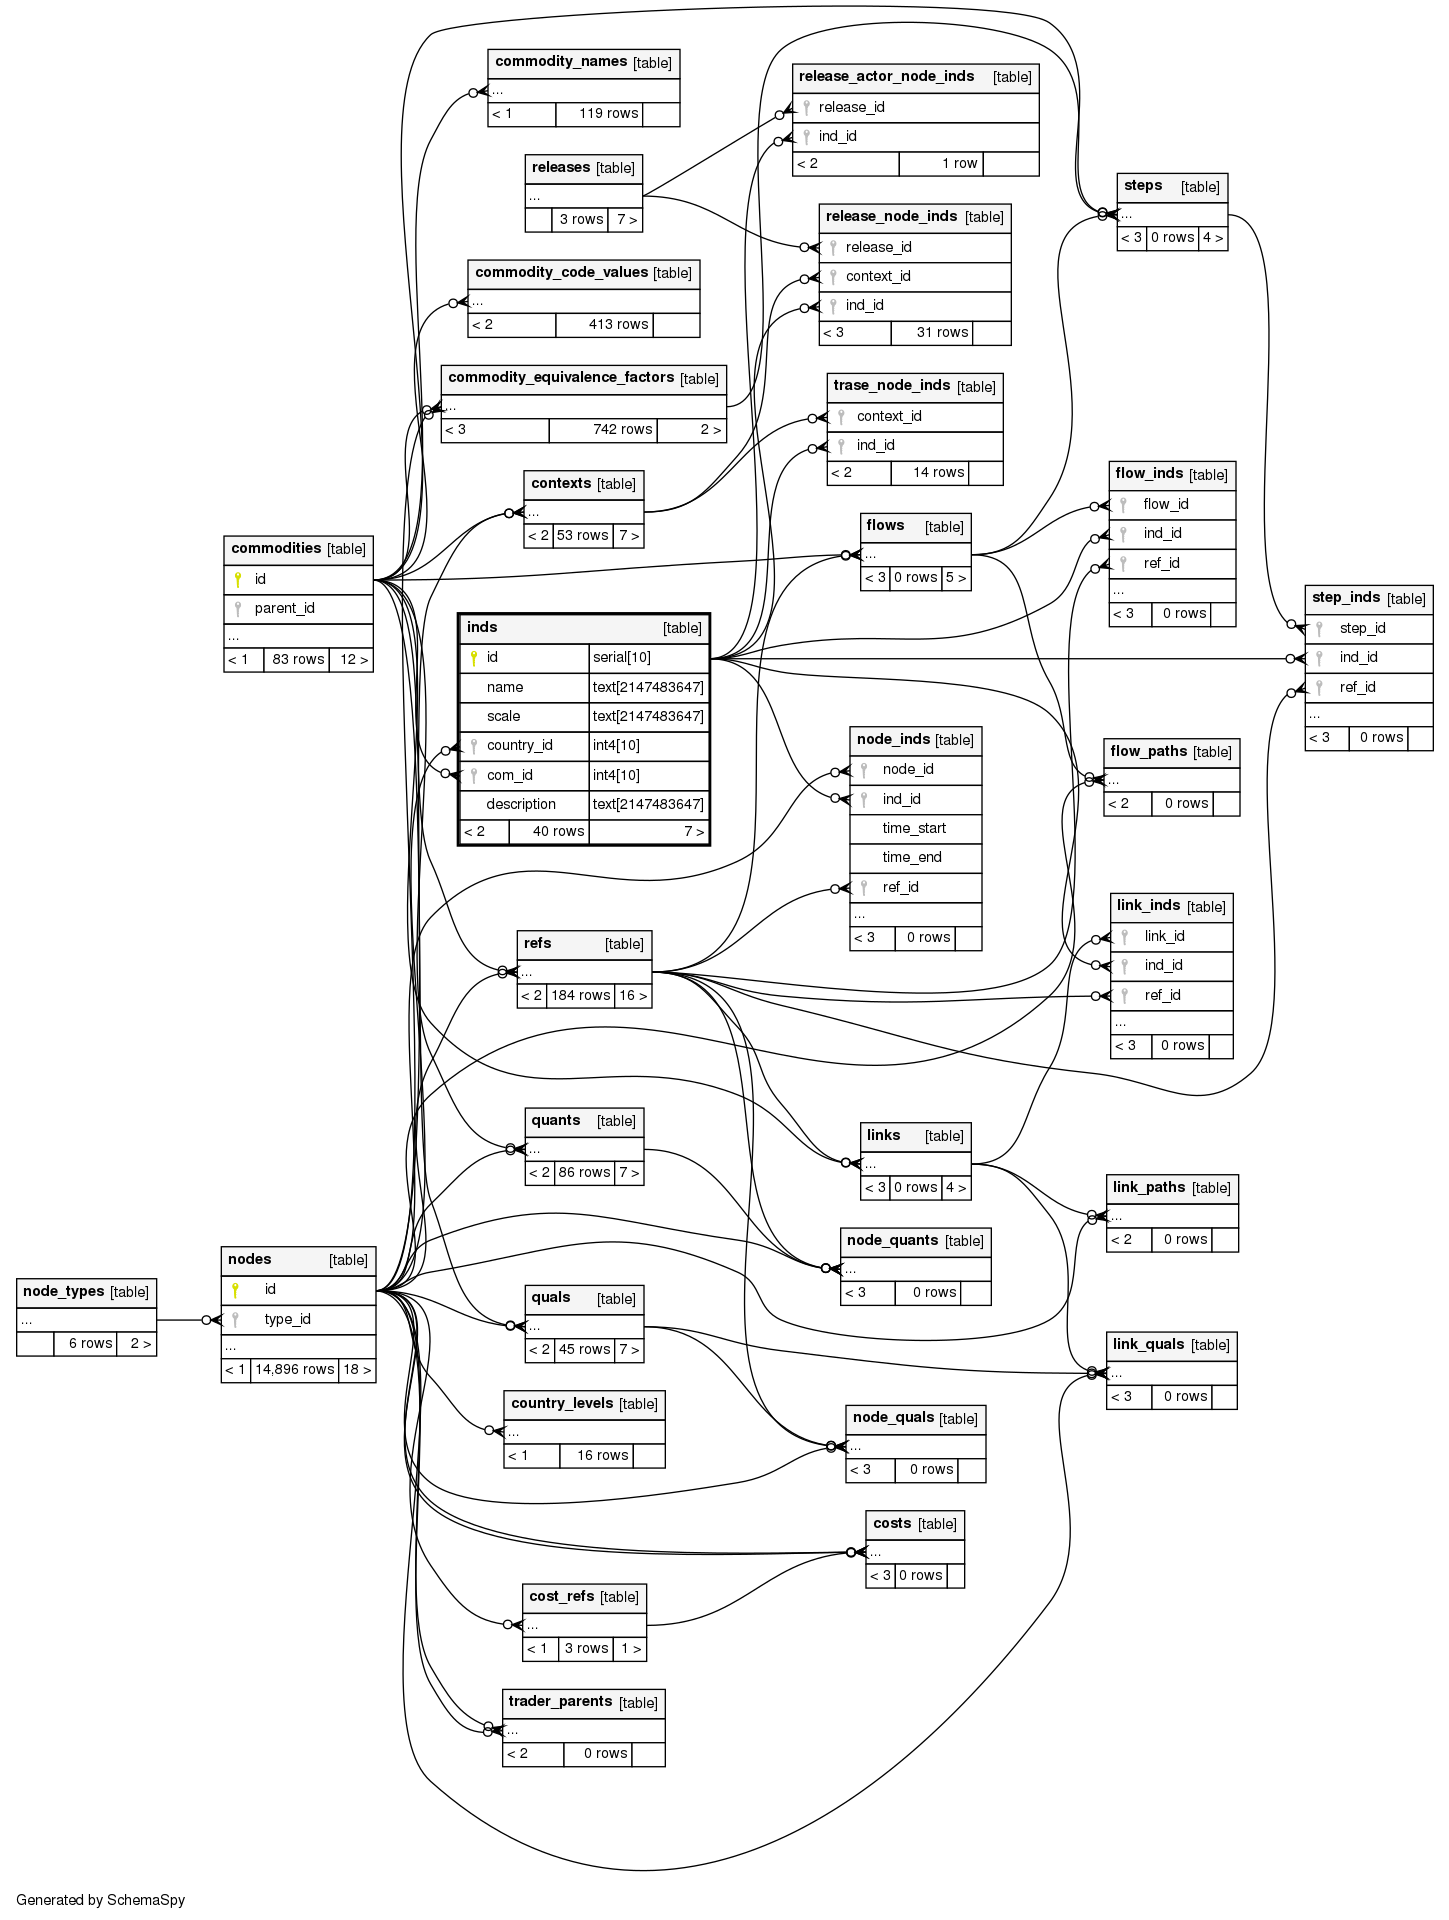 commodity_names [table]
...
< 1 119 rows
release_actor_node_inds [table]
release_id
ind_id
< 2 1 row
releases [table]
...
3 rows 7 >
steps [table]
...
< 3 0 rows 4 >
release_node_inds [table]
release_id
context_id
ind_id
< 3 31 rows
commodity_code_values [table]
...
< 2 413 rows
commodity_equivalence_factors [table]
...
< 3 742 rows 2 >
trase_node_inds [table]
context_id
ind_id
< 2 14 rows
contexts [table]
...
< 2 53 rows 7 >
flow_inds [table]
flow_id
ind_id
ref_id
...
< 3 0 rows
flows [table]
...
< 3 0 rows 5 >
commodities [table]
id
parent_id
...
< 1 83 rows 12 >
step_inds [table]
step_id
ind_id
ref_id
...
< 3 0 rows
inds [table]
id serial[10]
name text[2147483647]
scale text[2147483647]
country_id int4[10]
com_id int4[10]
description text[2147483647]
< 2 40 rows 7 >
node_inds [table]
node_id
ind_id
time_start
time_end
ref_id
...
< 3 0 rows
flow_paths [table]
...
< 2 0 rows
link_inds [table]
link_id
ind_id
ref_id
...
< 3 0 rows
refs [table]
...
< 2 184 rows 16 >
quants [table]
...
< 2 86 rows 7 >
links [table]
...
< 3 0 rows 4 >
link_paths [table]
...
< 2 0 rows
node_quants [table]
...
< 3 0 rows
nodes [table]
id
type_id
...
< 1 14,896 rows 18 >
node_types [table]
...
6 rows 2 >
quals [table]
...
< 2 45 rows 7 >
link_quals [table]
...
< 3 0 rows
country_levels [table]
...
< 1 16 rows
node_quals [table]
...
< 3 0 rows
costs [table]
...
< 3 0 rows
cost_refs [table]
...
< 1 3 rows 1 >
trader_parents [table]
...
< 2 0 rows
Generated by SchemaSpy